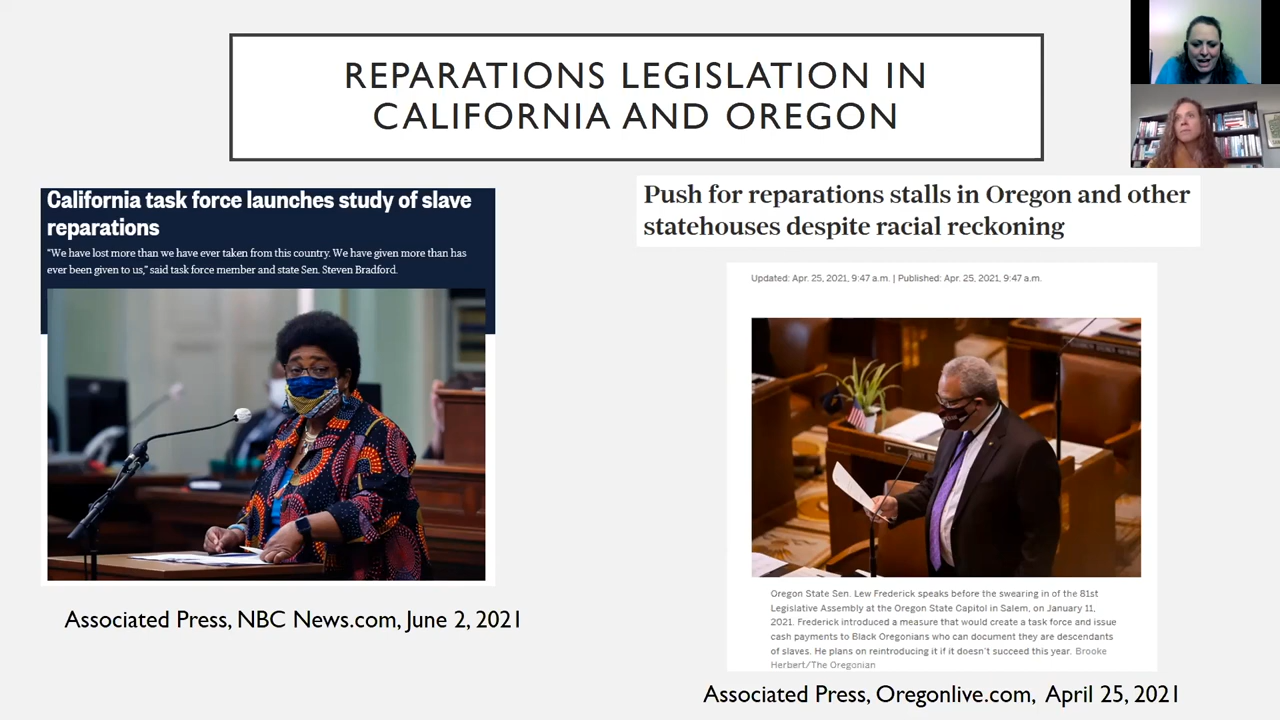 REPARATIONS LEGISLATION IN
CALIFORNIA AND OREGON
California task force launches study of slave
reparations
"We have lost more than we have ever taken from this country. We have given more than has
ever been given to us," said task force member and state Sen. Steven Bradford.
Associated Press, NBC News.com, June 2, 2021
Push for reparations stalls in Oregon and other
statehouses despite racial reckoning
Updated: Apr. 25, 2021, 9:47 a.m. | Published: Apr. 25, 2021, 9:47 a.m.
Oregon State Sen. Lew Frederick speaks before the swearing in of the 81st
Legislative Assembly at the Oregon State Capitol in Salem, on January 11,
2021. Frederick introduced a measure that would create a task force and issue
cash payments to Black Oregonians who can document they are descendants
of slaves. He plans on reintroducing it if it doesn't succeed this year. Brooke
Herbert/The Oregonian
Associated Press, Oregonlive.com, April 25, 2021